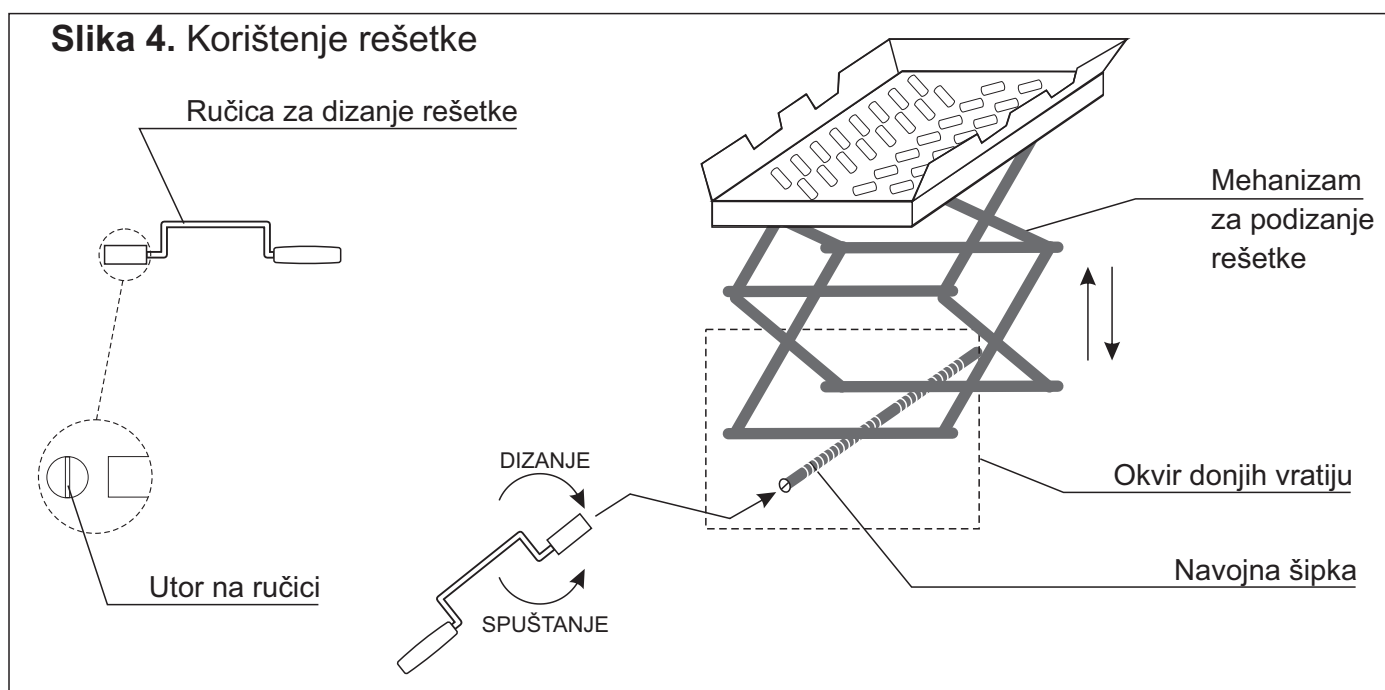 Slika 4. Korištenje rešetke
Ručica za dizanje rešetke
Mehanizam
za podizanje
rešetke
DIZANJE
Okvir donjih vratiju
Navojna šipka
Utor na ručici
SPUŠTANJE